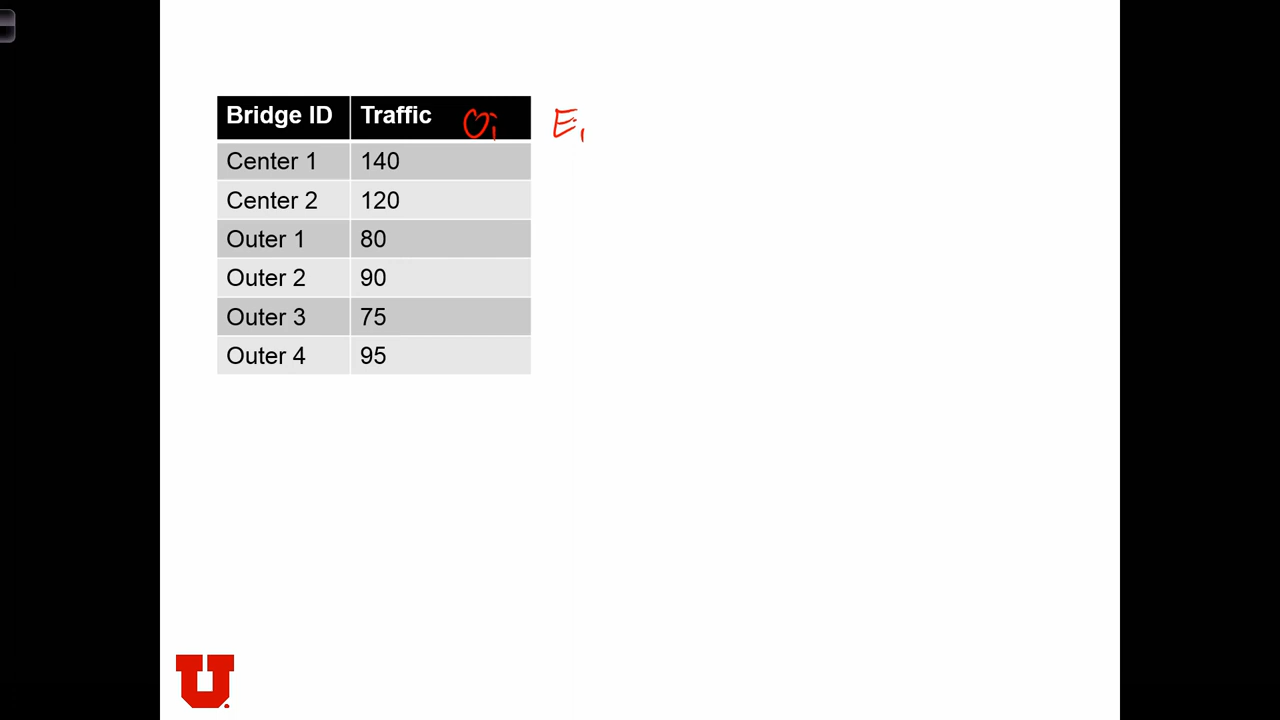 Bridge ID Traffic Oi Ei
Center 1 140
Center 2 120
Outer 1 80
Outer 2 90
Outer 3 75
Outer 4 95
U